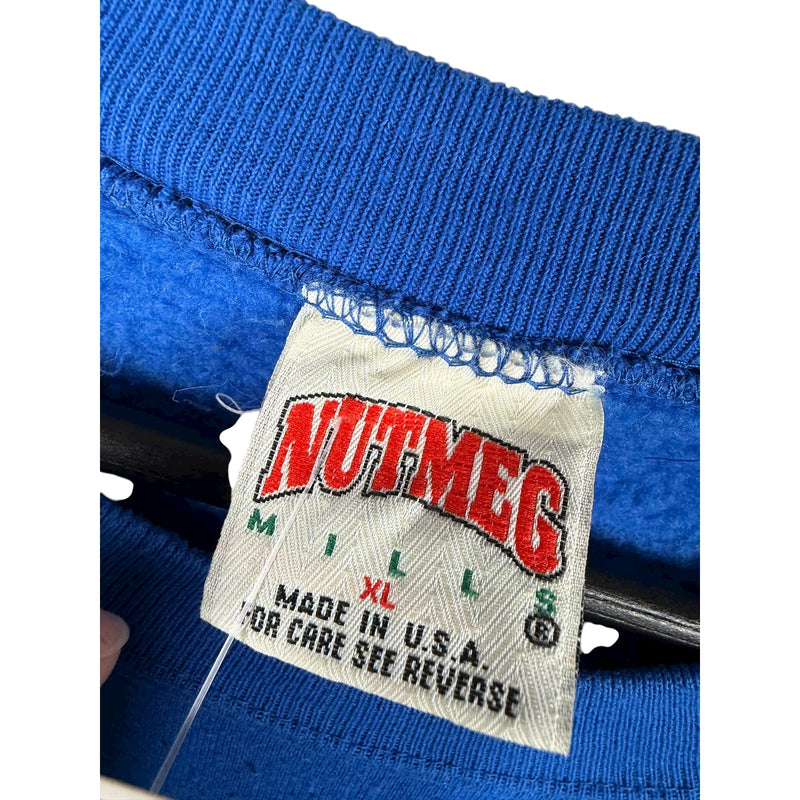 NUTMEG
MILLS
XL
®
MADE IN U.S.A.
FOR CARE SEE REVERSE